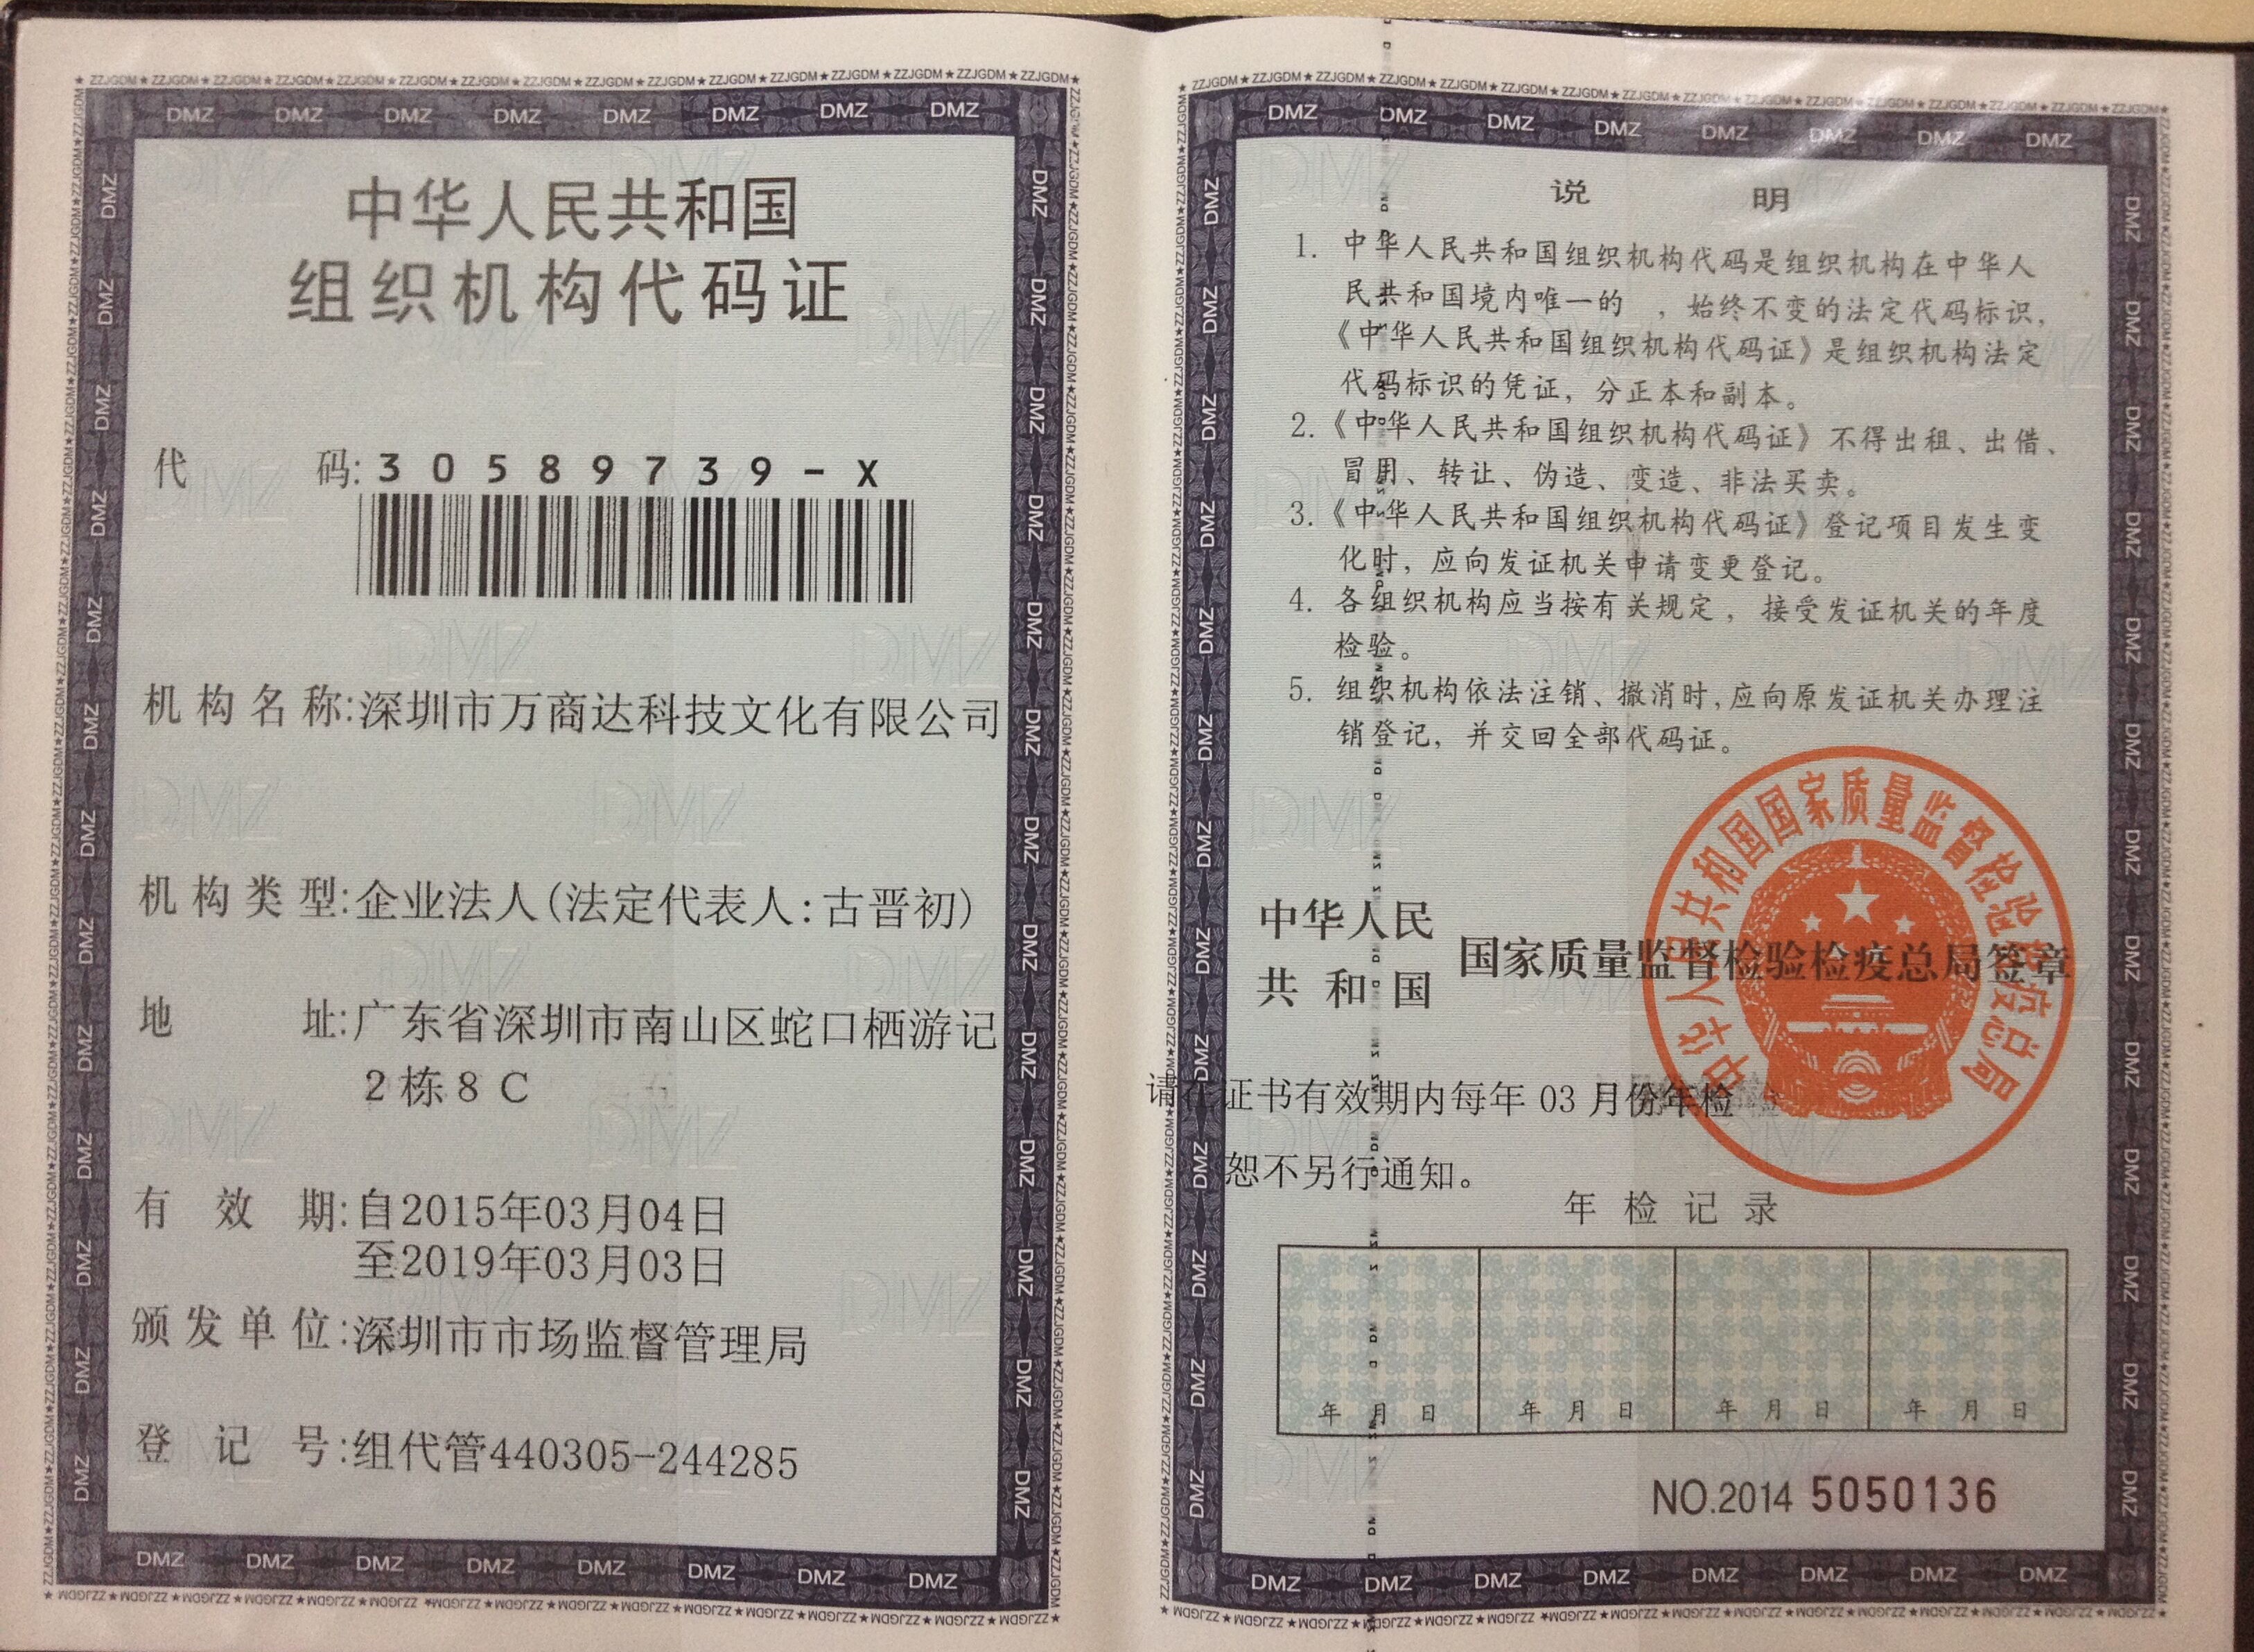 中华人民共和国
组织机构代码证
代 码: 30589739-X
机构名称:深圳市万商达科技文化有限公司
机构类型:企业法人(法定代表人:古晋初)
地 址:广东省深圳市南山区蛇口栖游记
2栋8C
有 效 期:自2015年03月04日
至2019年03月03日
颁发单位:深圳市市场监督管理局
登 记 号:组代管440305-244285
说 明
1. 中华人民共和国组织机构代码是组织机构在中华人
民共和国境内唯一的 ,始终不变的法定代码标识,
《中华人民共和国组织机构代码证》是组织机构法定
代码标识的凭证,分正本和副本。
2.《中华人民共和国组织机构代码证》不得出租、出借、
冒用、转让、伪造、变造、非法买卖。
3.《中华人民共和国组织机构代码证》登记项目发生变
化时,应向发证机关申请变更登记。
4. 各组织机构应当按有关规定,接受发证机关的年度
检验。
5. 组织机构依法注销、撤消时,应向原发证机关办理注
销登记,并交回全部代码证。
中华人民
共和国 国家质量监督检验检疫总局签章
中华人民共和国国家质量监督检验检疫总局
请在证书有效期内每年 03 月份年检
恕不另行通知。
年检记录
年 月 日 年 月 日 年 月 日 年 月 日
NO.2014 5050136
DMZ
ZZJGDM★ZZJGDM★ZZJGDM